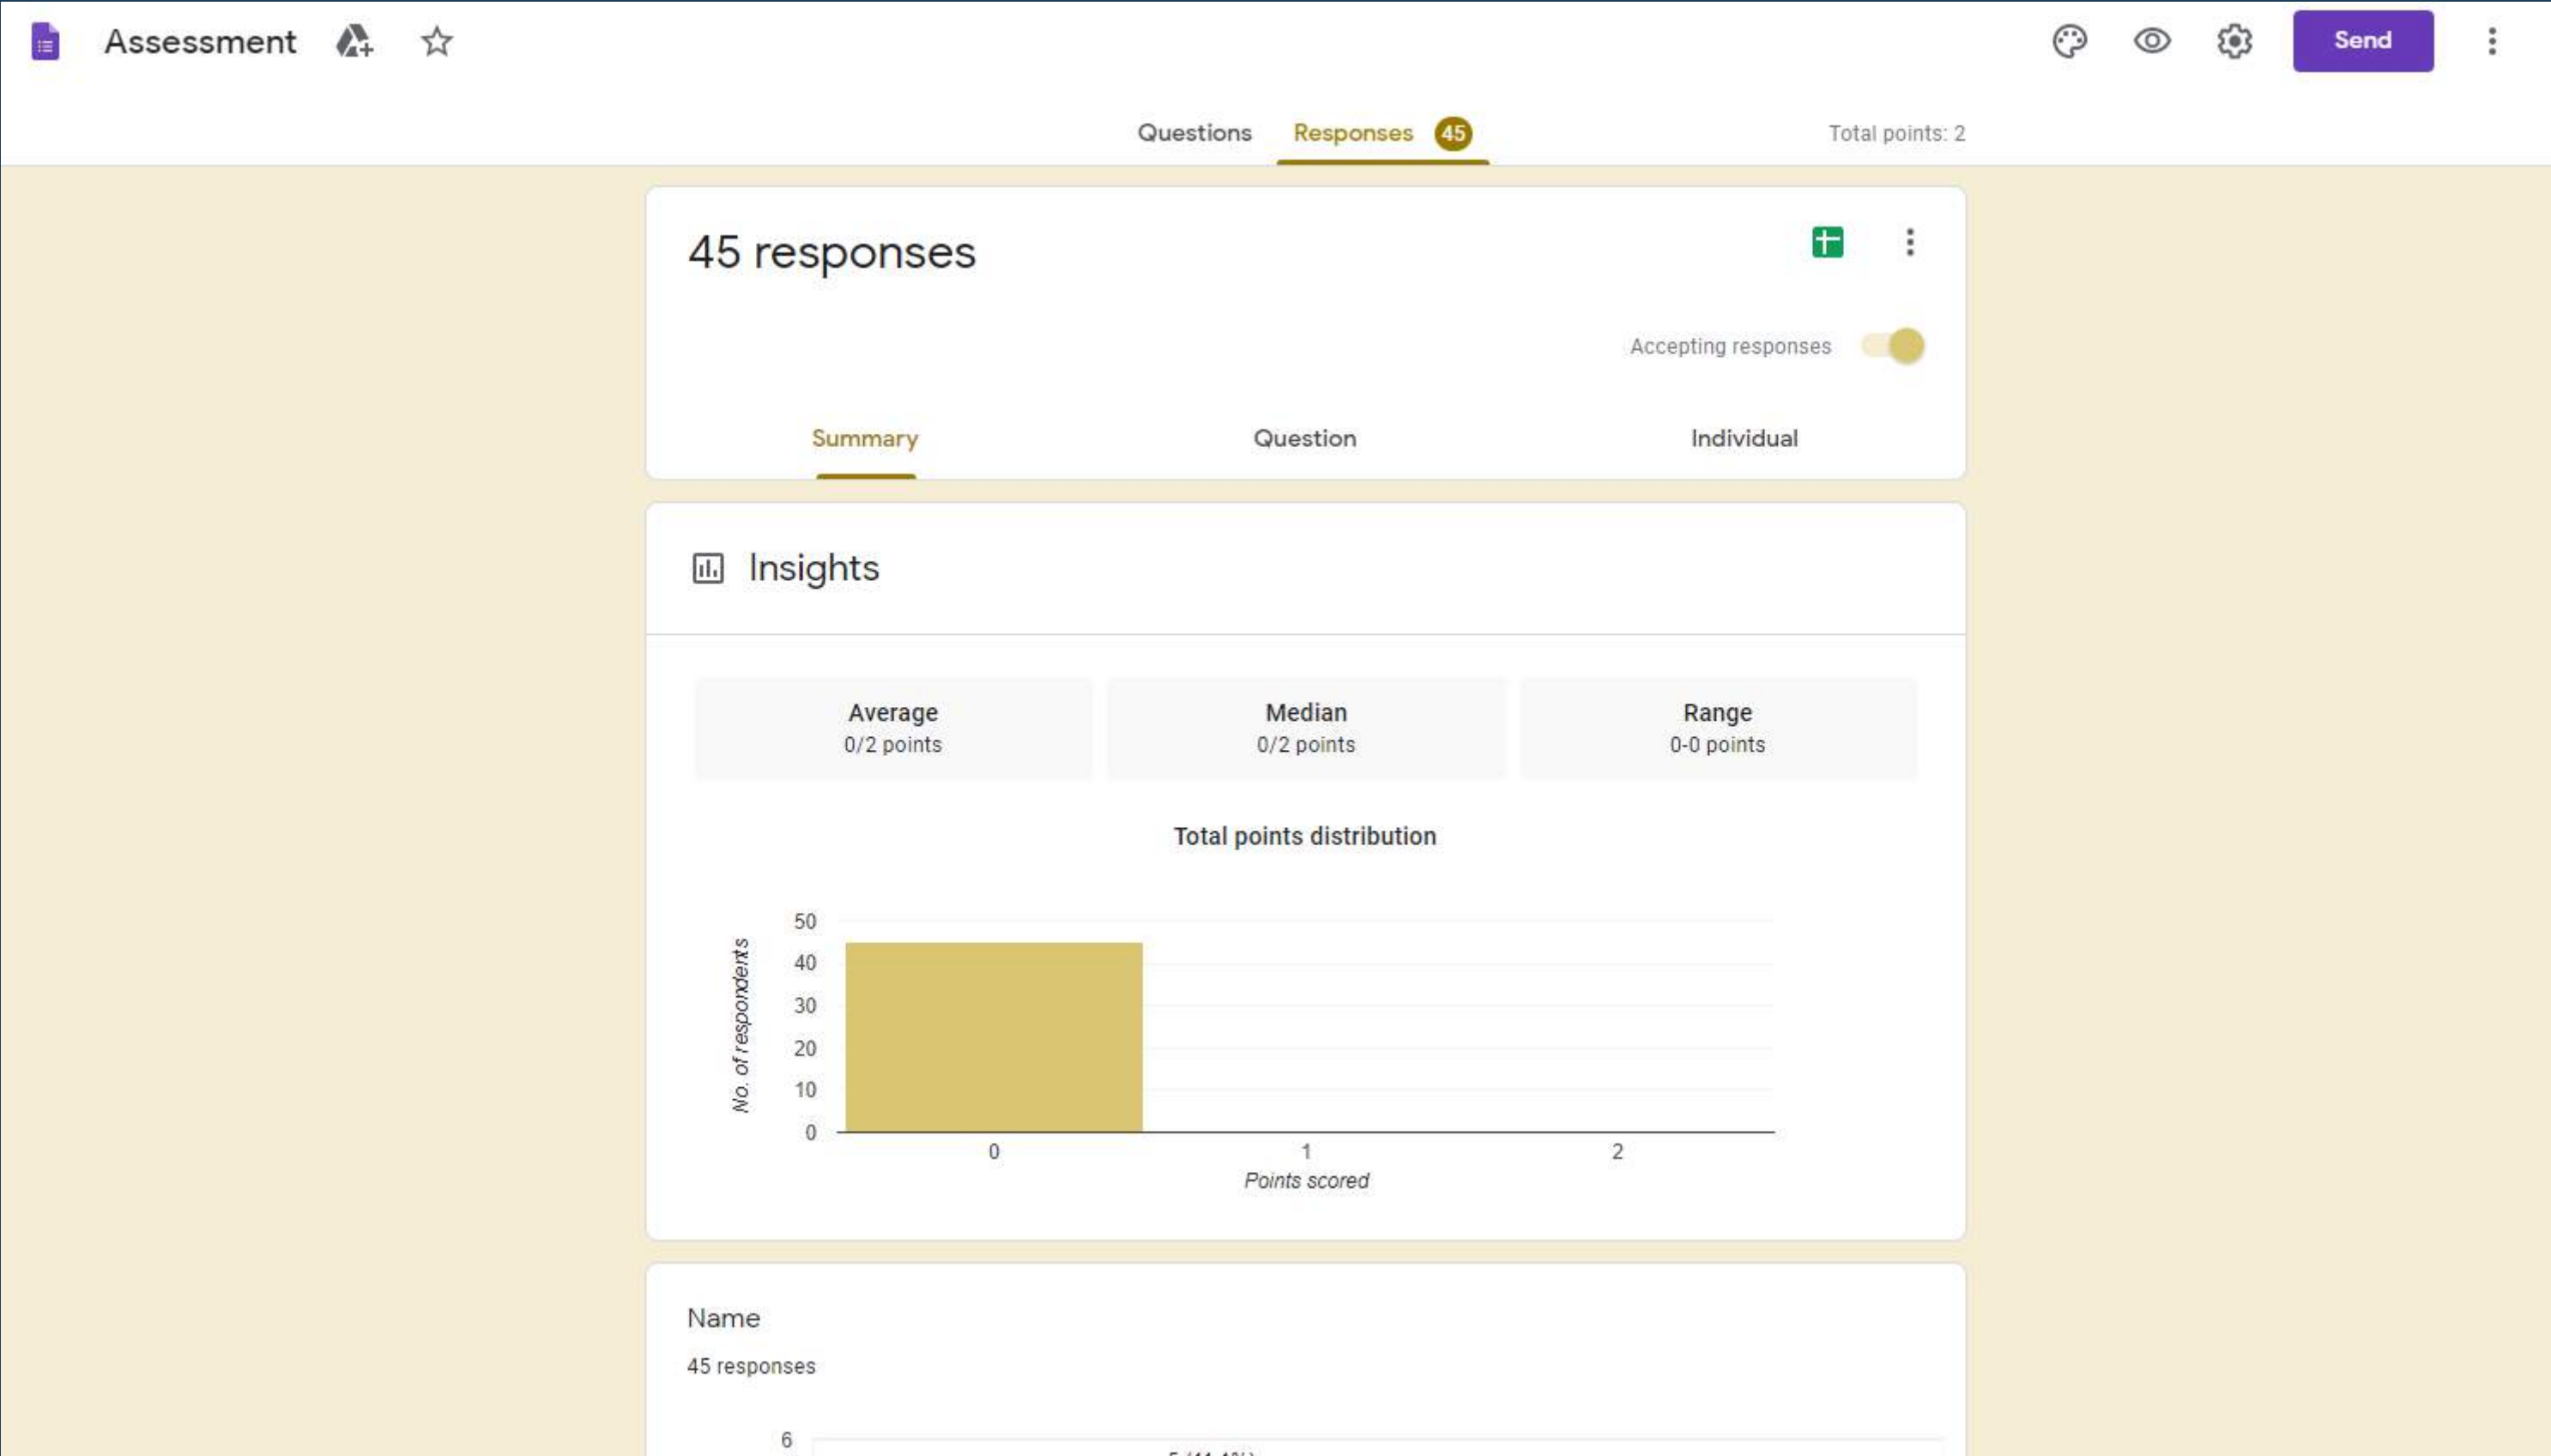 Assessment
Send
Questions Responses 45 Total points: 2
45 responses
Accepting responses
Summary Question Individual
Insights
Average Median Range
0/2 points 0/2 points 0-0 points
Total points distribution
No. of respondents
50
40
30
20
10
0
0 1 2
Points scored
Name
45 responses
6